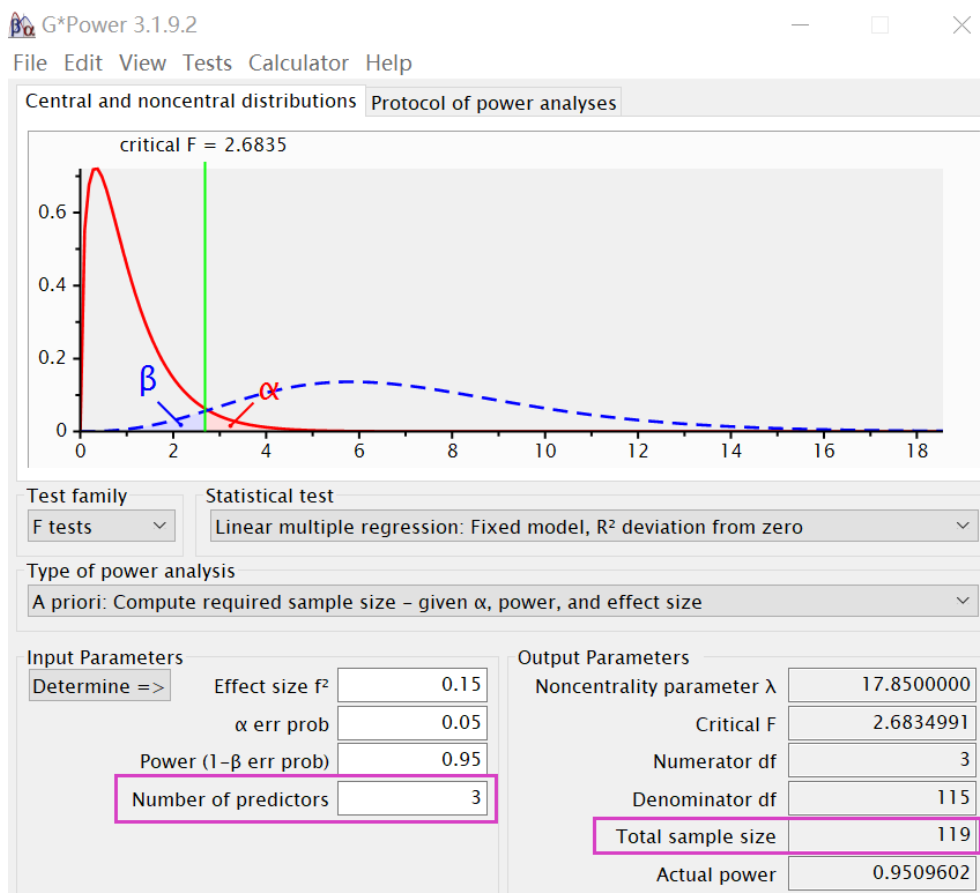 G*Power 3.1.9.2
File Edit View Tests Calculator Help
Central and noncentral distributions Protocol of power analyses
critical F = 2.6835
0.6
0.4
0.2
0
β
α
0 2 4 6 8 10 12 14 16 18
Test family Statistical test
F tests Linear multiple regression: Fixed model, R² deviation from zero
Type of power analysis
A priori: Compute required sample size – given α, power, and effect size
Input Parameters Output Parameters
Determine => Effect size f² 0.15 Noncentrality parameter λ 17.8500000
α err prob 0.05 Critical F 2.6834991
Power (1-β err prob) 0.95 Numerator df 3
Number of predictors 3 Denominator df 115
Total sample size 119
Actual power 0.9509602